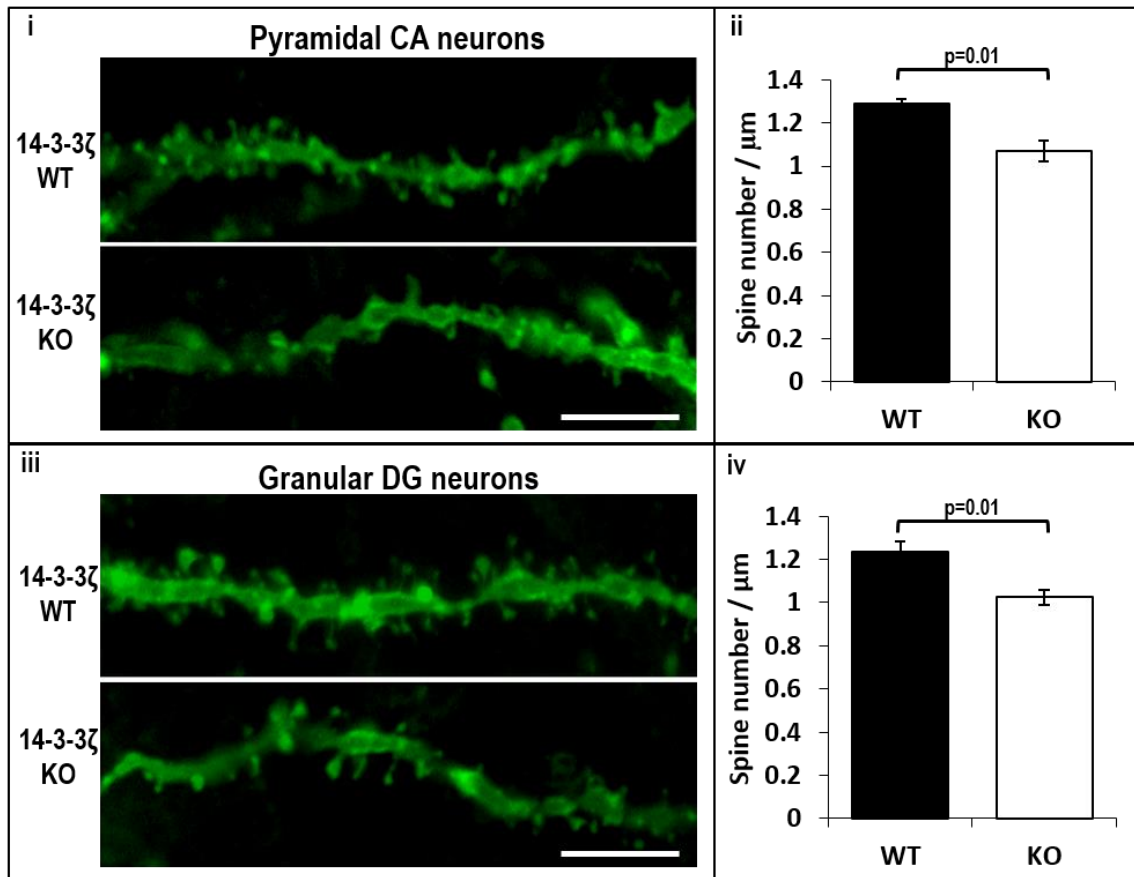 i
Pyramidal CA neurons
14-3-3ζ
WT
14-3-3ζ
KO
ii
p=0.01
Spine number / μm
1.4
1.2
1
0.8
0.6
0.4
0.2
0
WT
KO
iii
Granular DG neurons
14-3-3ζ
WT
14-3-3ζ
KO
iv
p=0.01
Spine number / μm
1.4
1.2
1
0.8
0.6
0.4
0.2
0
WT
KO